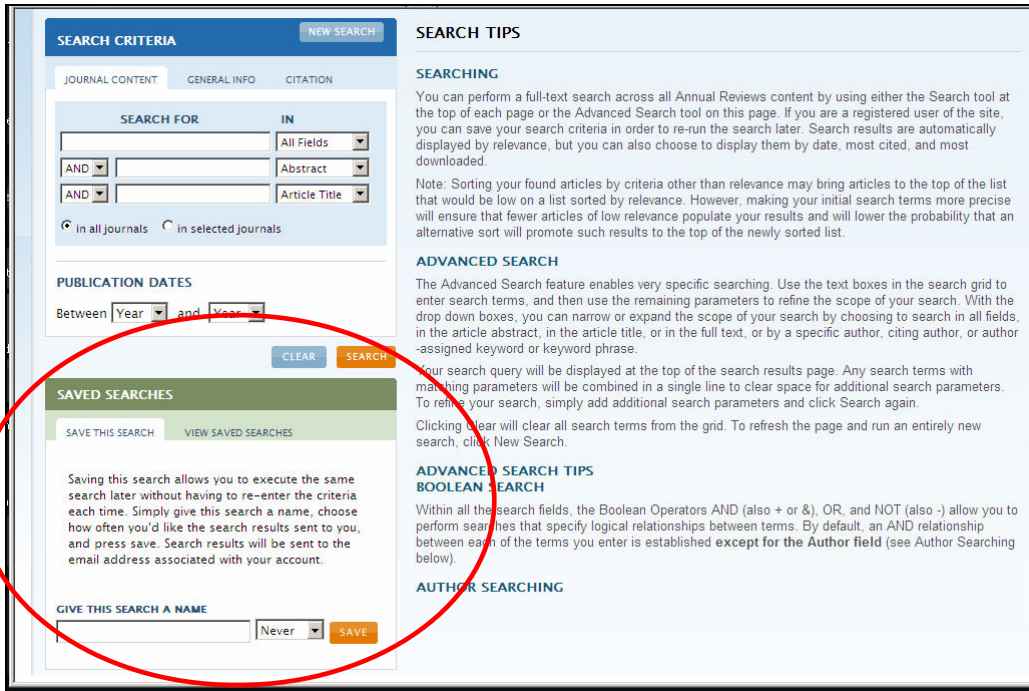 SEARCH CRITERIA
NEW SEARCH
JOURNAL CONTENT GENERAL INFO CITATION
SEARCH FOR IN
All Fields
AND Abstract
AND Article Title
in all journals in selected journals
PUBLICATION DATES
Between Year and Year
CLEAR SEARCH
SAVED SEARCHES
SAVE THIS SEARCH VIEW SAVED SEARCHES
Saving this search allows you to execute the same
search later without having to re-enter the criteria
each time. Simply give this search a name, choose
how often you'd like the search results sent to you,
and press save. Search results will be sent to the
email address associated with your account.
GIVE THIS SEARCH A NAME
Never SAVE
SEARCH TIPS
SEARCHING
You can perform a full-text search across all Annual Reviews content by using either the Search tool at
the top of each page or the Advanced Search tool on this page. If you are a registered user of the site,
you can save your search criteria in order to re-run the search later. Search results are automatically
displayed by relevance, but you can also choose to display them by date, most cited, and most
downloaded.
Note: Sorting your found articles by criteria other than relevance may bring articles to the top of the list
that would be low on a list sorted by relevance. However, making your initial search terms more precise
will ensure that fewer articles of low relevance populate your results and will lower the probability that an
alternative sort will promote such results to the top of the newly sorted list.
ADVANCED SEARCH
The Advanced Search feature enables very specific searching. Use the text boxes in the search grid to
enter search terms, and then use the remaining parameters to refine the scope of your search. With the
drop down boxes, you can narrow or expand the scope of your search by choosing to search in all fields,
in the article abstract, in the article title, or in the full text, or by a specific author, citing author, or author
-assigned keyword or keyword phrase.
Your search query will be displayed at the top of the search results page. Any search terms with
matching parameters will be combined in a single line to clear space for additional search parameters.
To refine your search, simply add additional search parameters and click Search again.
Clicking Clear will clear all search terms from the grid. To refresh the page and run an entirely new
search, click New Search.
ADVANCED SEARCH TIPS
BOOLEAN SEARCH
Within all the search fields, the Boolean Operators AND (also + or &), OR, and NOT (also -) allow you to
perform searches that specify logical relationships between terms. By default, an AND relationship
between each of the terms you enter is established except for the Author field (see Author Searching
below).
AUTHOR SEARCHING